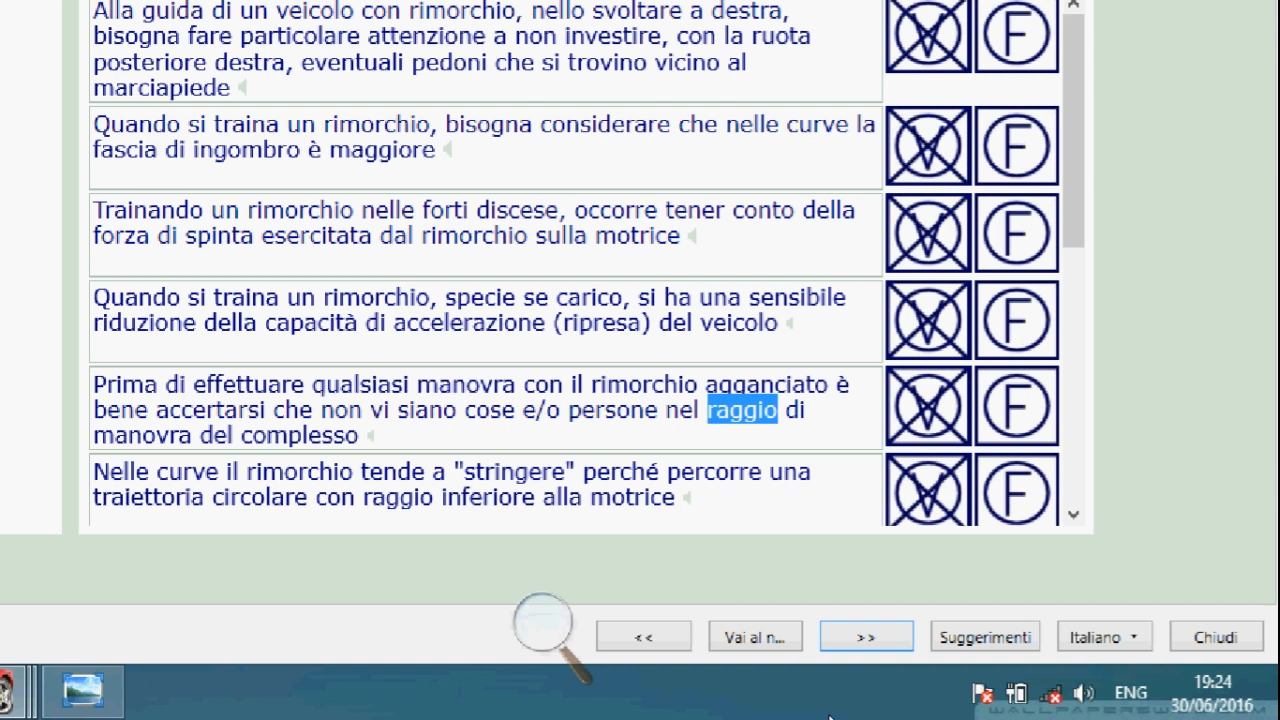 Alla guida di un veicolo con rimorchio, nello svoltare a destra,
bisogna fare particolare attenzione a non investire, con la ruota
posteriore destra, eventuali pedoni che si trovino vicino al
marciapiede
V F
Quando si traina un rimorchio, bisogna considerare che nelle curve la
fascia di ingombro è maggiore
V F
Trainando un rimorchio nelle forti discese, occorre tener conto della
forza di spinta esercitata dal rimorchio sulla motrice
V F
Quando si traina un rimorchio, specie se carico, si ha una sensibile
riduzione della capacità di accelerazione (ripresa) del veicolo
V F
Prima di effettuare qualsiasi manovra con il rimorchio agganciato è
bene accertarsi che non vi siano cose e/o persone nel raggio di
manovra del complesso
V F
Nelle curve il rimorchio tende a "stringere" perché percorre una
traiettoria circolare con raggio inferiore alla motrice
V F
<< Vai al n... >> Suggerimenti Italiano Chiudi
ENG
19:24
30/06/2016